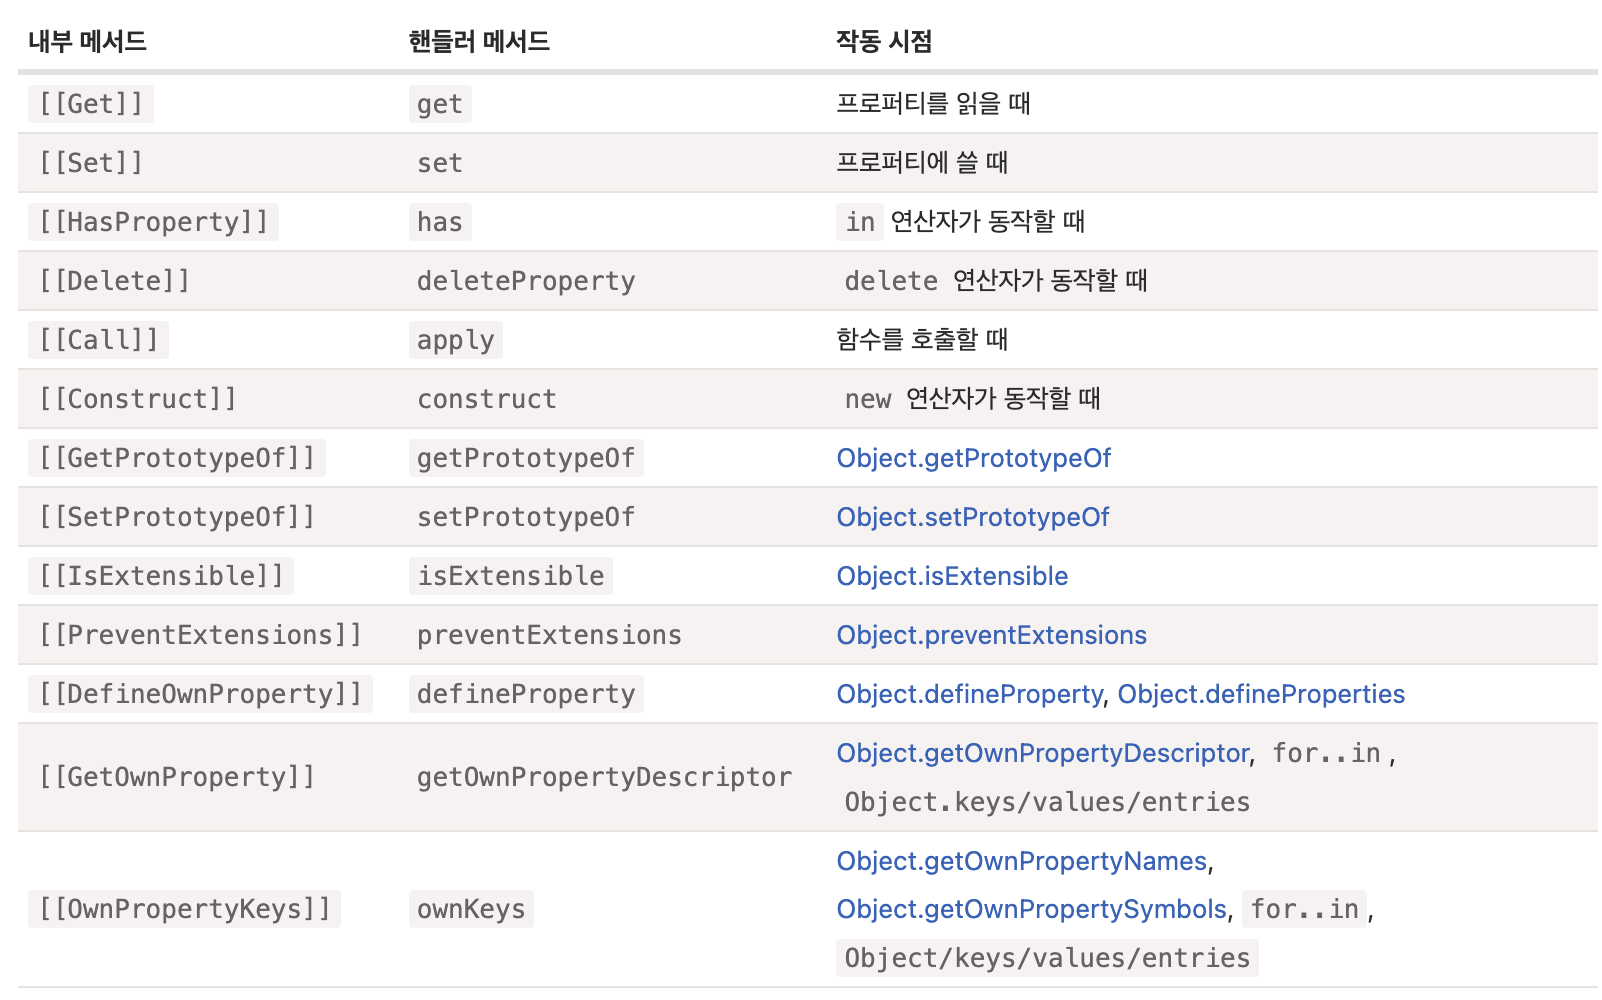 내부 메서드 핸들러 메서드 작동 시점
[[Get]] get 프로퍼티를 읽을 때
[[Set]] set 프로퍼티에 쓸 때
[[HasProperty]] has in 연산자가 동작할 때
[[Delete]] deleteProperty delete 연산자가 동작할 때
[[Call]] apply 함수를 호출할 때
[[Construct]] construct new 연산자가 동작할 때
[[GetPrototypeOf]] getPrototypeOf Object.getPrototypeOf
[[SetPrototypeOf]] setPrototypeOf Object.setPrototypeOf
[[IsExtensible]] isExtensible Object.isExtensible
[[PreventExtensions]] preventExtensions Object.preventExtensions
[[DefineOwnProperty]] defineProperty Object.defineProperty, Object.defineProperties
[[GetOwnProperty]] getOwnPropertyDescriptor Object.getOwnPropertyDescriptor, for..in,
Object.keys/values/entries
[[OwnPropertyKeys]] ownKeys Object.getOwnPropertyNames,
Object.getOwnPropertySymbols, for..in,
Object/keys/values/entries